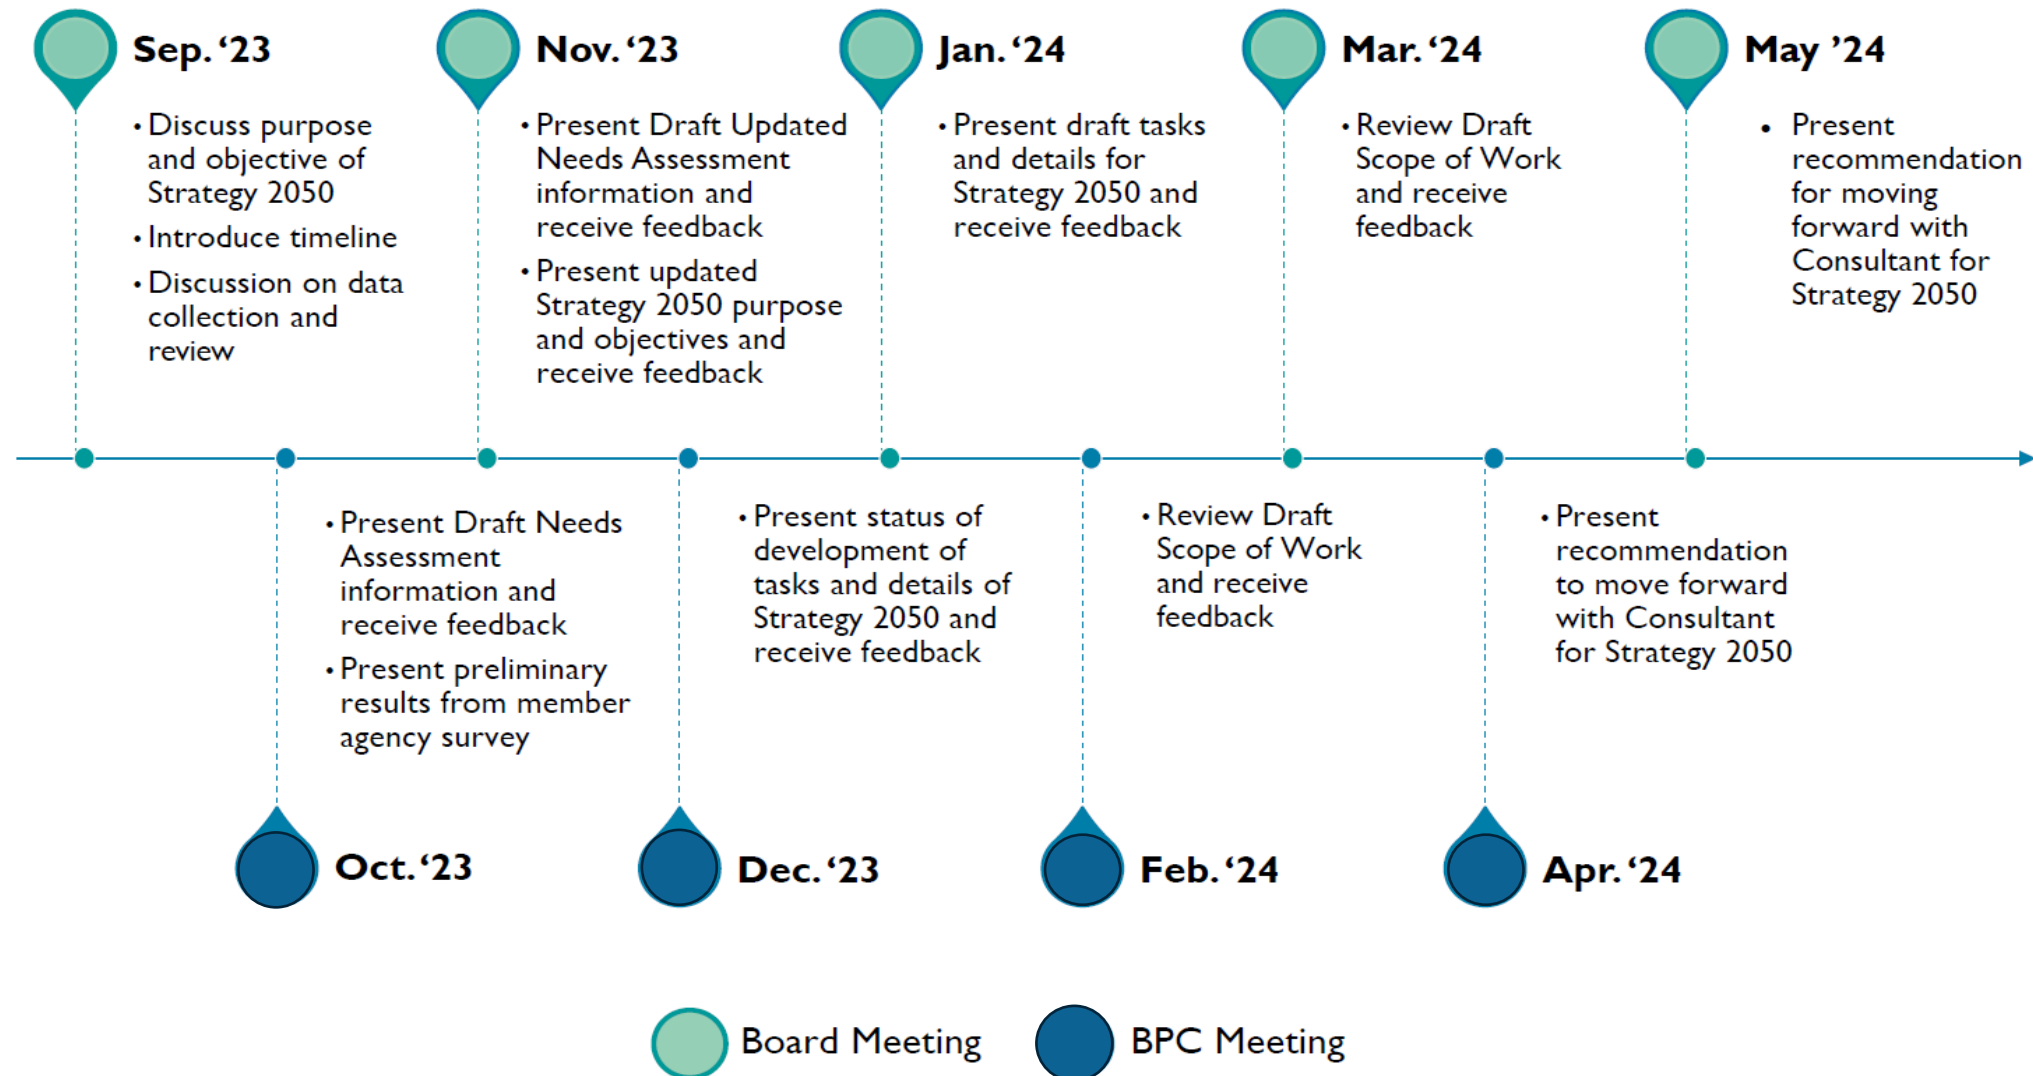 Sep. ‘23
• Discuss purpose
and objective of
Strategy 2050
• Introduce timeline
• Discussion on data
collection and
review
Nov. ‘23
• Present Draft Updated
Needs Assessment
information and
receive feedback
• Present updated
Strategy 2050 purpose
and objectives and
receive feedback
Jan. ‘24
• Present draft tasks
and details for
Strategy 2050 and
receive feedback
Mar. ‘24
• Review Draft
Scope of Work
and receive
feedback
May ’24
• Present
recommendation
for moving
forward with
Consultant for
Strategy 2050
• Present Draft Needs
Assessment
information and
receive feedback
• Present preliminary
results from member
agency survey
Oct. ‘23
• Present status of
development of
tasks and details of
Strategy 2050 and
receive feedback
Dec. ‘23
• Review Draft
Scope of Work
and receive
feedback
Feb. ‘24
• Present
recommendation
to move forward
with Consultant
for Strategy 2050
Apr. ‘24
Board Meeting
BPC Meeting